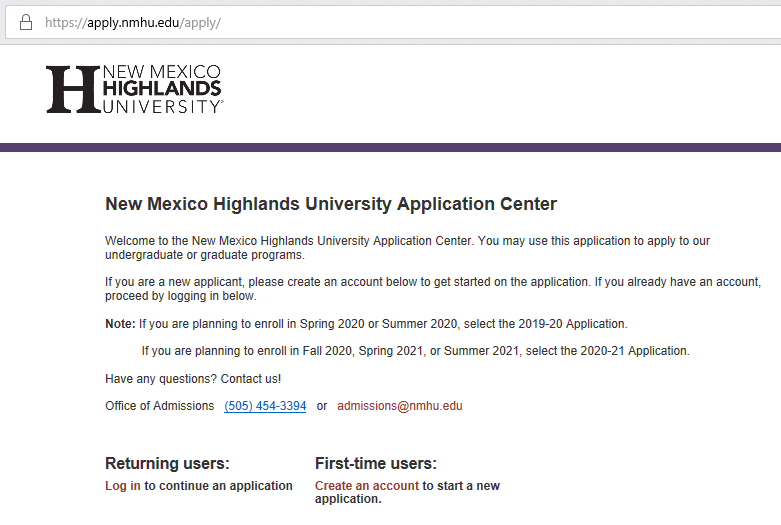 https://apply.nmhu.edu/apply/
NEW MEXICO
HIGHLANDS
UNIVERSITY
New Mexico Highlands University Application Center
Welcome to the New Mexico Highlands University Application Center. You may use this application to apply to our
undergraduate or graduate programs.
If you are a new applicant, please create an account below to get started on the application. If you already have an account,
proceed by logging in below.
Note: If you are planning to enroll in Spring 2020 or Summer 2020, select the 2019-20 Application.
If you are planning to enroll in Fall 2020, Spring 2021, or Summer 2021, select the 2020-21 Application.
Have any questions? Contact us!
Office of Admissions (505) 454-3394 or admissions@nmhu.edu
Returning users:
Log in to continue an application
First-time users:
Create an account to start a new
application.